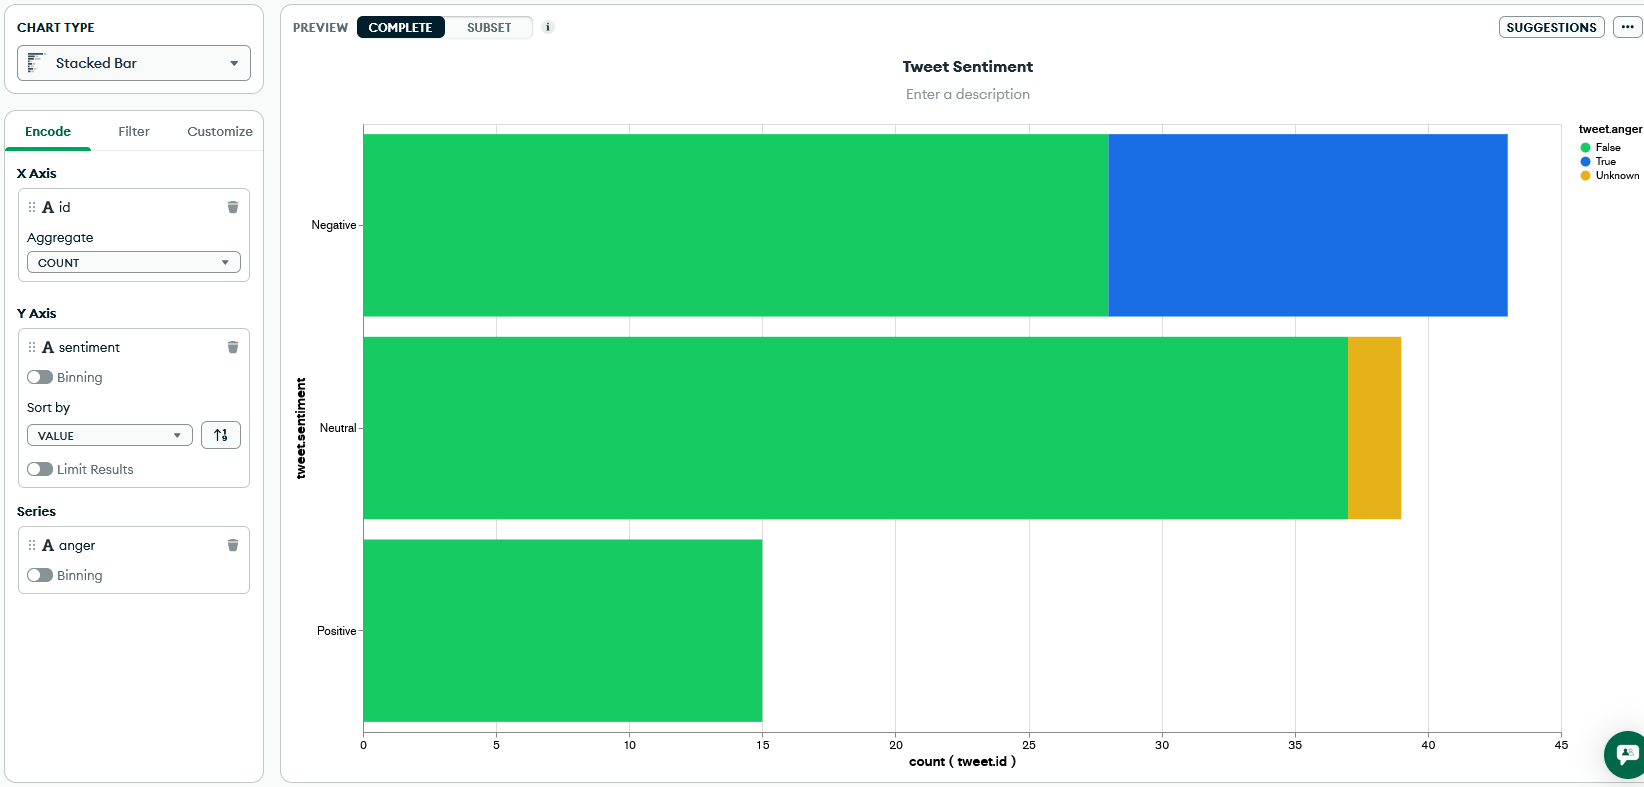 CHART TYPE
Stacked Bar
Encode
Filter
Customize
X Axis
A id
Aggregate
COUNT
Y Axis
A sentiment
Binning
Sort by
VALUE
Limit Results
Series
A anger
Binning
PREVIEW
COMPLETE
SUBSET
i
SUGGESTIONS
Tweet Sentiment
Enter a description
tweet.anger
False
True
Unknown
tweet.sentiment
Negative
Neutral
Positive
0 5 10 15 20 25 30 35 40 45
count ( tweet.id )